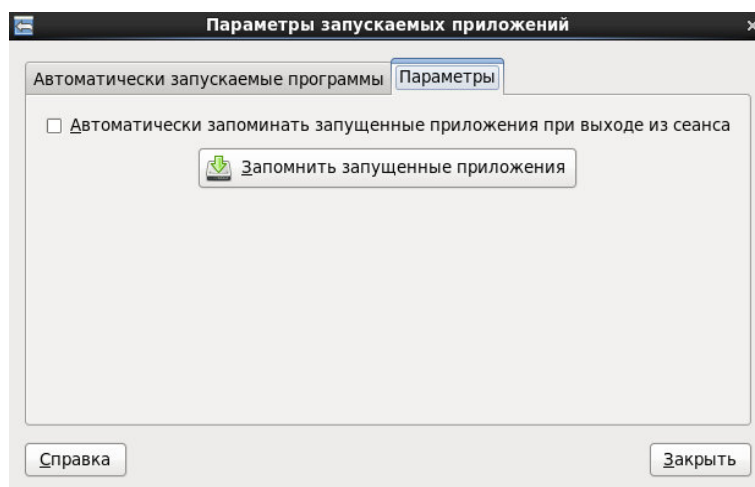 Параметры запускаемых приложений
Автоматически запускаемые программы Параметры
Автоматически запоминать запущенные приложения при выходе из сеанса
Запомнить запущенные приложения
Справка Закрыть